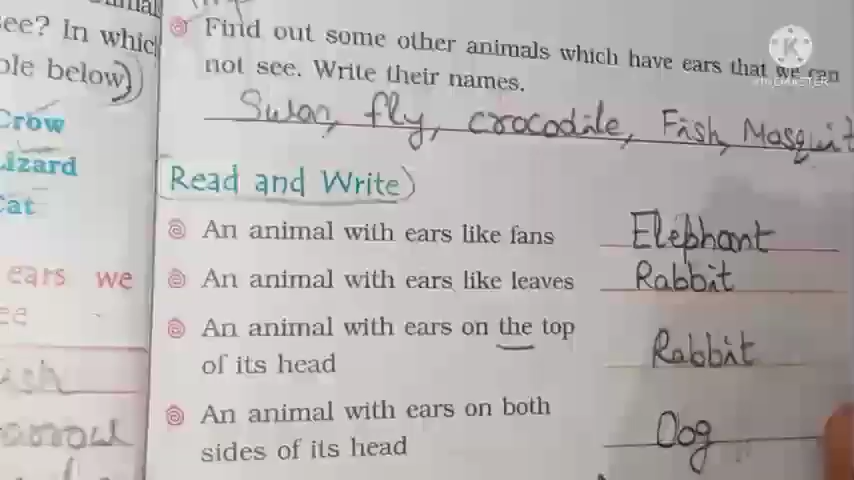 ee? In which
ole below)
Crow
Lizard
Cat
ears we
ee
Find out some other animals which have ears that we can
not see. Write their names.
Swan, fly, crocodile, Fish, Masquit
Read and Write)
An animal with ears like fans Elephant
An animal with ears like leaves Rabbit
An animal with ears on the top
of its head Rabbit
An animal with ears on both
sides of its head Dog
K